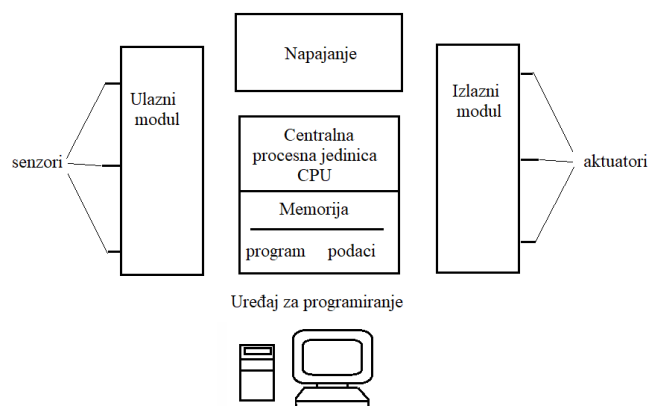 Napajanje
Ulazni
modul
Izlazni
modul
Centralna
procesna jedinica
CPU
senzori
aktuatori
Memorija
program podaci
Uređaj za programiranje